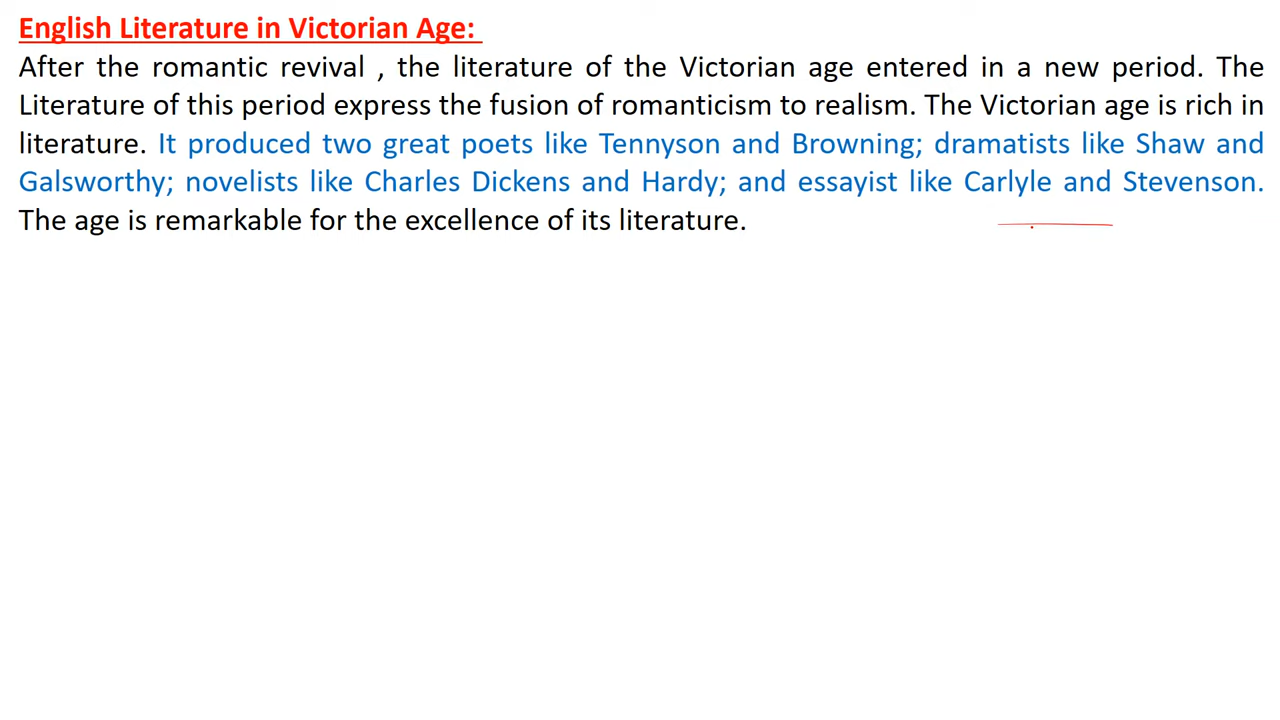 English Literature in Victorian Age:
After the romantic revival , the literature of the Victorian age entered in a new period. The
Literature of this period express the fusion of romanticism to realism. The Victorian age is rich in
literature. It produced two great poets like Tennyson and Browning; dramatists like Shaw and
Galsworthy; novelists like Charles Dickens and Hardy; and essayist like Carlyle and Stevenson.
The age is remarkable for the excellence of its literature.